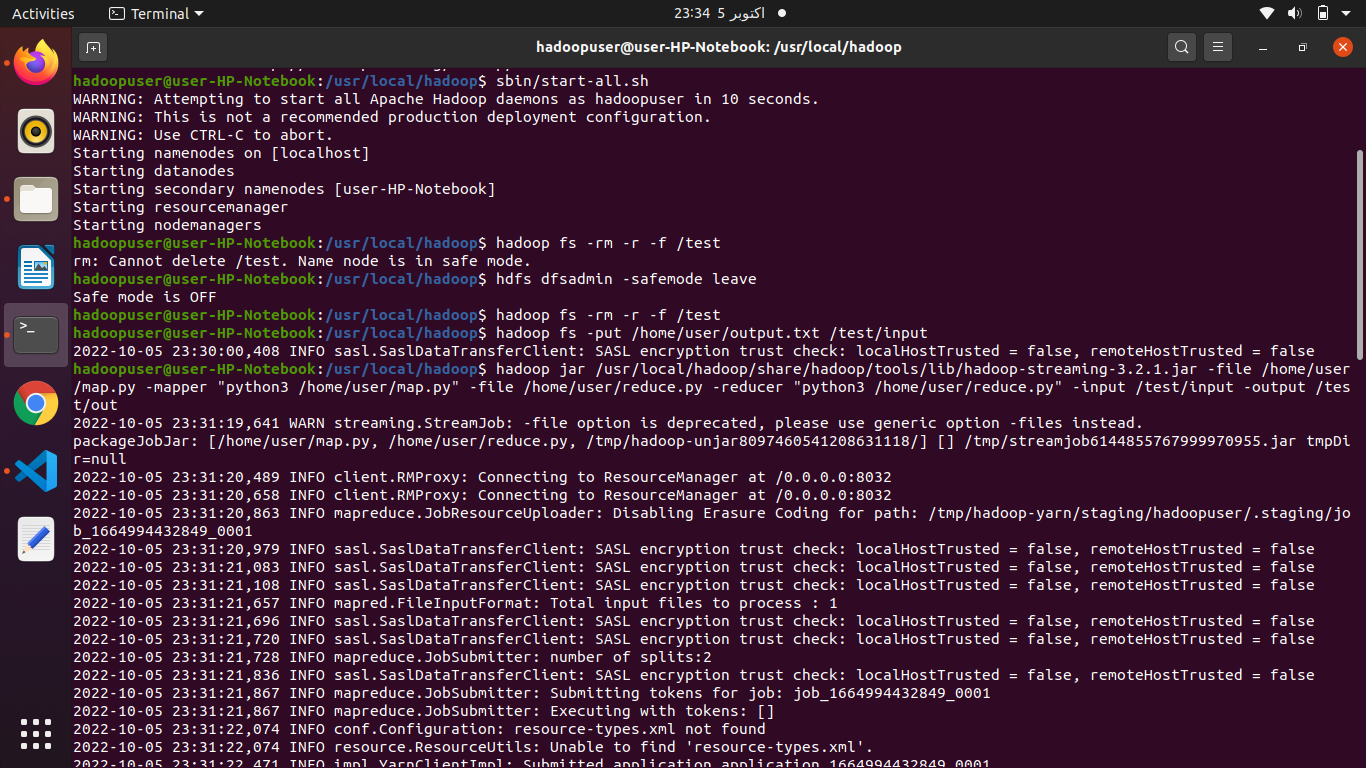 Activities
Terminal
23:34 5 اکتوبر
hadoopuser@user-HP-Notebook: /usr/local/hadoop
hadoopuser@user-HP-Notebook:/usr/local/hadoop$ sbin/start-all.sh
WARNING: Attempting to start all Apache Hadoop daemons as hadoopuser in 10 seconds.
WARNING: This is not a recommended production deployment configuration.
WARNING: Use CTRL-C to abort.
Starting namenodes on [localhost]
Starting datanodes
Starting secondary namenodes [user-HP-Notebook]
Starting resourcemanager
Starting nodemanagers
hadoopuser@user-HP-Notebook:/usr/local/hadoop$ hadoop fs -rm -r -f /test
rm: Cannot delete /test. Name node is in safe mode.
hadoopuser@user-HP-Notebook:/usr/local/hadoop$ hdfs dfsadmin -safemode leave
Safe mode is OFF
hadoopuser@user-HP-Notebook:/usr/local/hadoop$ hadoop fs -rm -r -f /test
hadoopuser@user-HP-Notebook:/usr/local/hadoop$ hadoop fs -put /home/user/output.txt /test/input
2022-10-05 23:30:00,408 INFO sasl.SaslDataTransferClient: SASL encryption trust check: localHostTrusted = false, remoteHostTrusted = false
hadoopuser@user-HP-Notebook:/usr/local/hadoop$ hadoop jar /usr/local/hadoop/share/hadoop/tools/lib/hadoop-streaming-3.2.1.jar -file /home/user
/map.py -mapper "python3 /home/user/map.py" -file /home/user/reduce.py -reducer "python3 /home/user/reduce.py" -input /test/input -output /tes
t/out
2022-10-05 23:31:19,641 WARN streaming.StreamJob: -file option is deprecated, please use generic option -files instead.
packageJobJar: [/home/user/map.py, /home/user/reduce.py, /tmp/hadoop-unjar8097460541208631118/] [] /tmp/streamjob6144855767999970955.jar tmpDi
r=null
2022-10-05 23:31:20,489 INFO client.RMProxy: Connecting to ResourceManager at /0.0.0.0:8032
2022-10-05 23:31:20,658 INFO client.RMProxy: Connecting to ResourceManager at /0.0.0.0:8032
2022-10-05 23:31:20,863 INFO mapreduce.JobResourceUploader: Disabling Erasure Coding for path: /tmp/hadoop-yarn/staging/hadoopuser/.staging/jo
b_1664994432849_0001
2022-10-05 23:31:20,979 INFO sasl.SaslDataTransferClient: SASL encryption trust check: localHostTrusted = false, remoteHostTrusted = false
2022-10-05 23:31:21,083 INFO sasl.SaslDataTransferClient: SASL encryption trust check: localHostTrusted = false, remoteHostTrusted = false
2022-10-05 23:31:21,108 INFO sasl.SaslDataTransferClient: SASL encryption trust check: localHostTrusted = false, remoteHostTrusted = false
2022-10-05 23:31:21,657 INFO mapred.FileInputFormat: Total input files to process : 1
2022-10-05 23:31:21,696 INFO sasl.SaslDataTransferClient: SASL encryption trust check: localHostTrusted = false, remoteHostTrusted = false
2022-10-05 23:31:21,720 INFO sasl.SaslDataTransferClient: SASL encryption trust check: localHostTrusted = false, remoteHostTrusted = false
2022-10-05 23:31:21,728 INFO mapreduce.JobSubmitter: number of splits:2
2022-10-05 23:31:21,836 INFO sasl.SaslDataTransferClient: SASL encryption trust check: localHostTrusted = false, remoteHostTrusted = false
2022-10-05 23:31:21,867 INFO mapreduce.JobSubmitter: Submitting tokens for job: job_1664994432849_0001
2022-10-05 23:31:21,867 INFO mapreduce.JobSubmitter: Executing with tokens: []
2022-10-05 23:31:22,074 INFO conf.Configuration: resource-types.xml not found
2022-10-05 23:31:22,074 INFO resource.ResourceUtils: Unable to find 'resource-types.xml'.
2022-10-05 23:31:22,471 INFO impl.YarnClientImpl: Submitted application application_1664994432849_0001